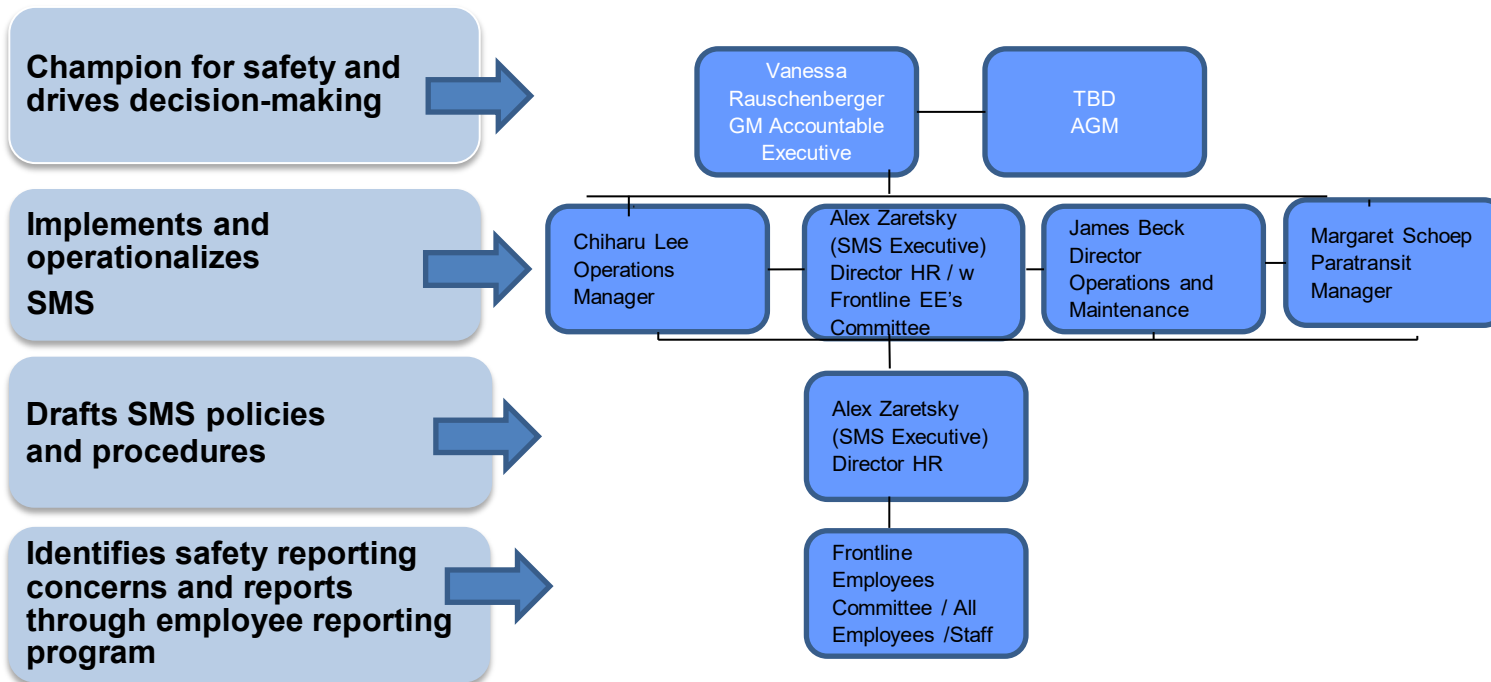 Champion for safety and
drives decision-making
Vanessa
Rauschenberger
GM Accountable
Executive
TBD
AGM
Implements and
operationalizes
SMS
Chiharu Lee
Operations
Manager
Alex Zaretsky
(SMS Executive)
Director HR / w
Frontline EE’s
Committee
James Beck
Director
Operations and
Maintenance
Margaret Schoep
Paratransit
Manager
Drafts SMS policies
and procedures
Alex Zaretsky
(SMS Executive)
Director HR
Identifies safety reporting
concerns and reports
through employee reporting
program
Frontline
Employees
Committee / All
Employees /Staff